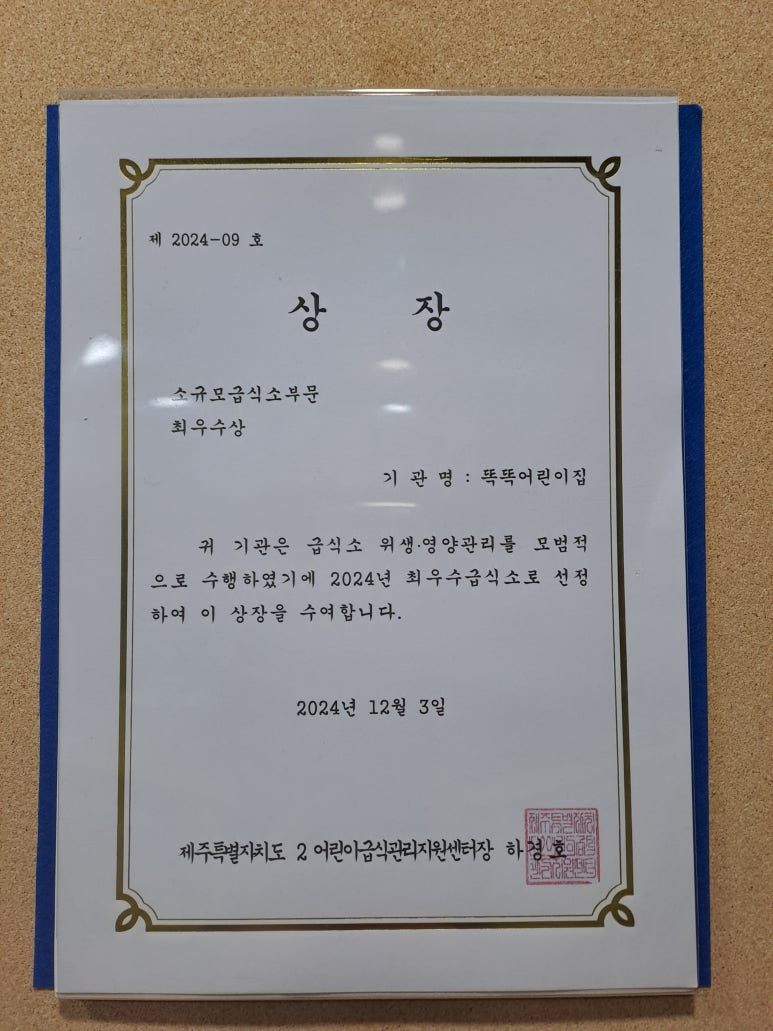 제 2024-09 호
상 장
소규모급식소부문
최우수상
기 관 명 : 똑똑어린이집
귀 기관은 급식소 위생·영양관리를 모범적
으로 수행하였기에 2024년 최우수급식소로 선정
하여 이 상장을 수여합니다.
2024년 12월 3일
제주특별자치도 2 어린이급식관리지원센터장 하경호